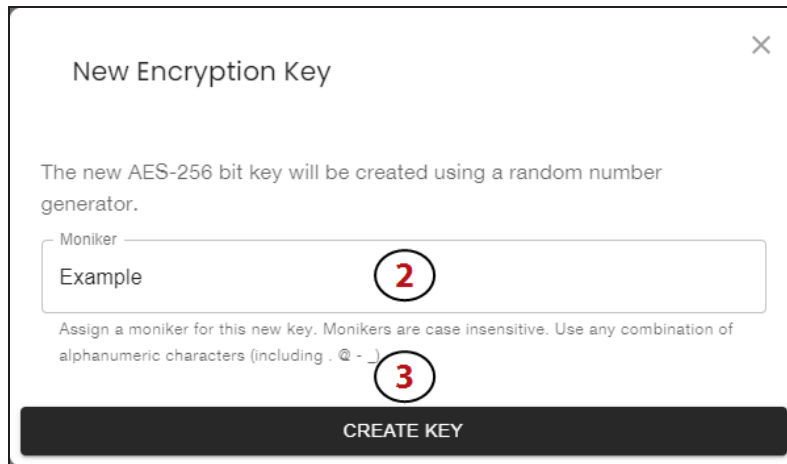 New Encryption Key
The new AES-256 bit key will be created using a random number
generator.
Moniker
Example
2
Assign a moniker for this new key. Monikers are case insensitive. Use any combination of
alphanumeric characters (including . @ - _)
3
CREATE KEY